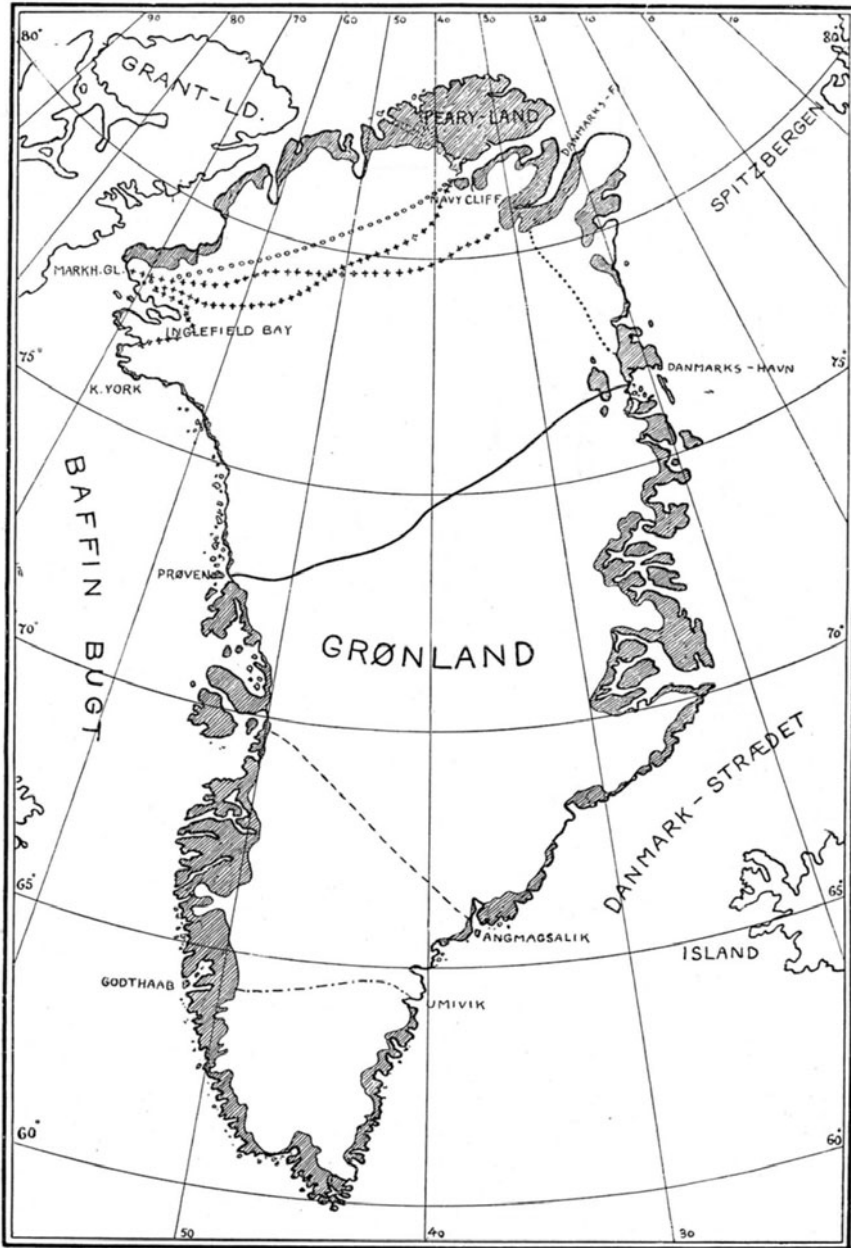 90 80 70 60 50 40 30 20 10 0 10
80° 80°
GRANT-LD.
PEARY-LAND
DANMARKS-FJ
SPITZBERGEN
NAVY CLIFF
MARKH. GL.
INGLEFIELD BAY
75° 75°
K. YORK
DANMARKS-HAVN
BAFFIN BUGT
PRØVEN
70° 70°
GRØNLAND
DANMARK-STRÆDET
65° 65°
ANGMAGSALIK
ISLAND
GODTHAAB
UMIVIK
60° 60°
50 40 30